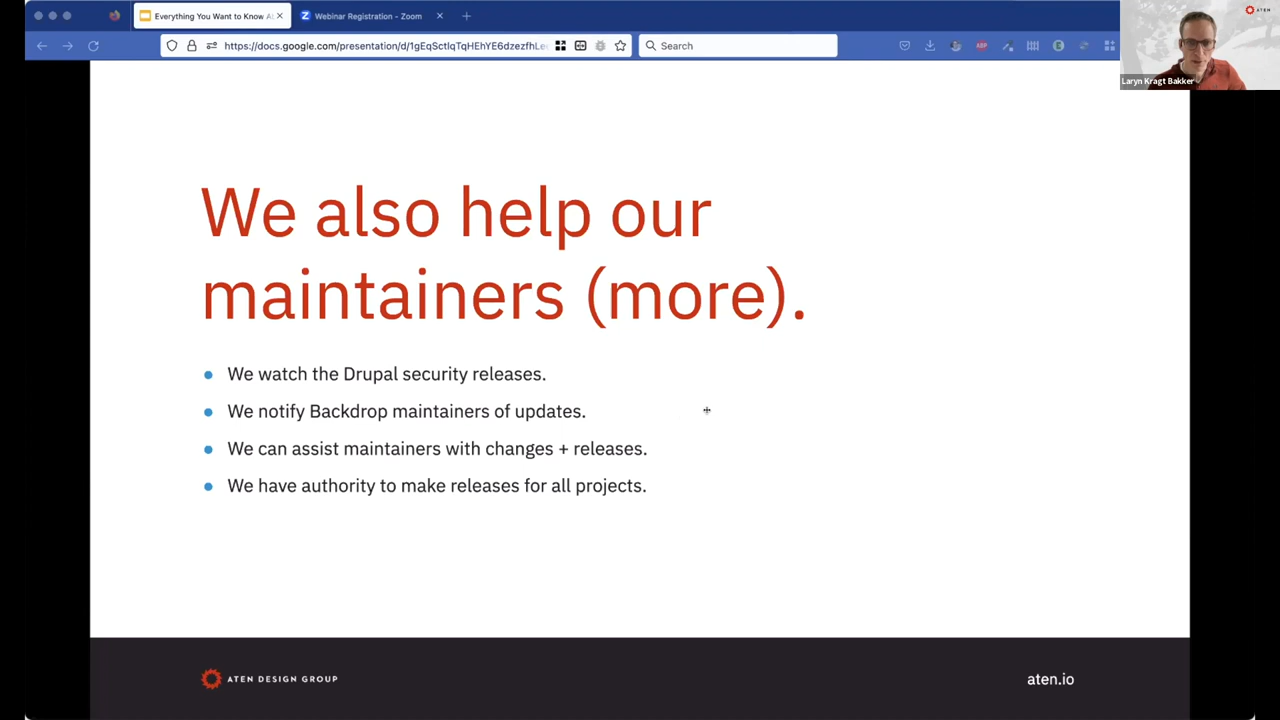 Everything You Want to Know A
Webinar Registration - Zoom
https://docs.google.com/presentation/d/1gEqSctlqTqHEhYE6dzezfhLe
Search
ABP
ATEN
Laryn Kragt Bakker
We also help our
maintainers (more).
We watch the Drupal security releases.
We notify Backdrop maintainers of updates.
We can assist maintainers with changes + releases.
We have authority to make releases for all projects.
ATEN DESIGN GROUP
aten.io